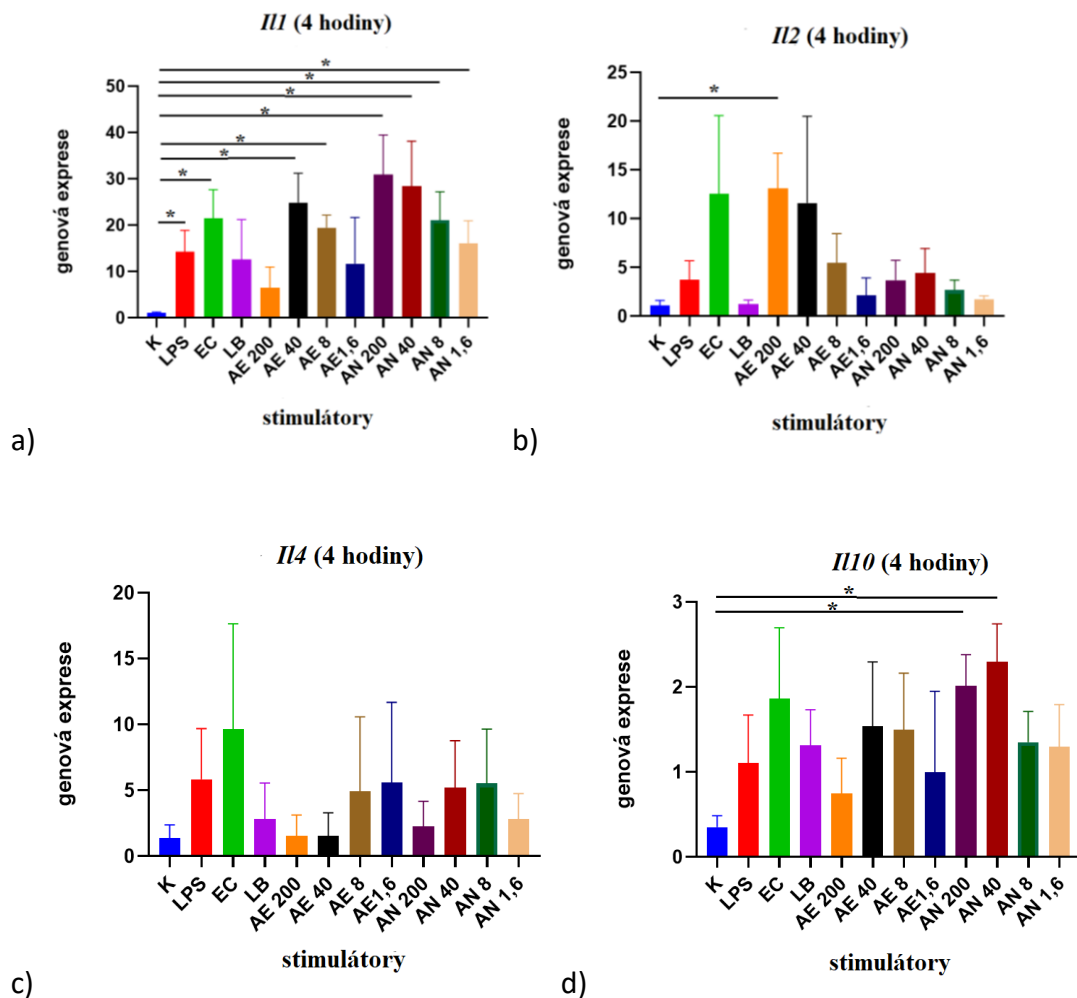 Il1 (4 hodiny)
* * * * * * * *
genová exprese
50
40
30
20
10
0
K LPS EC LB AE 200 AE 40 AE 8 AE1,6 AN 200 AN 40 AN 8 AN 1,6
stimulátory
a)
Il2 (4 hodiny)
*
genová exprese
25
20
15
10
5
0
K LPS EC LB AE 200 AE 40 AE 8 AE1,6 AN 200 AN 40 AN 8 AN 1,6
stimulátory
b)
Il4 (4 hodiny)
genová exprese
20
15
10
5
0
K LPS EC LB AE 200 AE 40 AE 8 AE1,6 AN 200 AN 40 AN 8 AN 1,6
stimulátory
c)
Il10 (4 hodiny)
*
*
genová exprese
3
2
1
0
K LPS EC LB AE 200 AE 40 AE 8 AE1,6 AN 200 AN 40 AN 8 AN 1,6
stimulátory
d)